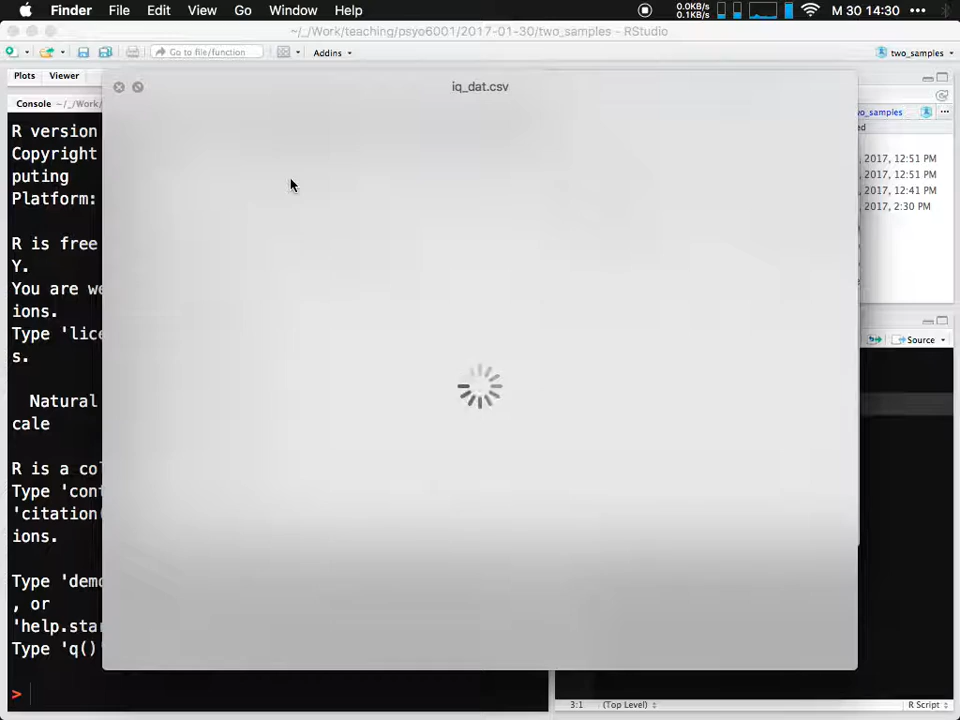 Finder File Edit View Go Window Help 0.0KB/s 0.1KB/s M 30 14:30
~/_/Work/teaching/psyo6001/2017-01-30/two_samples - RStudio
Go to file/function Addins two_samples
Plots Viewer
iq_dat.csv
Console ~/_/Work/
R version
Copyright
puting
Platform:
R is free
Y.
You are we
ions.
Type 'lice
s.
Natural
cale
R is a col
Type 'cont
'citation(
ions.
Type 'demo
, or
'help.star
Type 'q()'
>
wo_samples
ed
, 2017, 12:51 PM
, 2017, 12:51 PM
, 2017, 12:41 PM
, 2017, 2:30 PM
Source
3:1 (Top Level) R Script